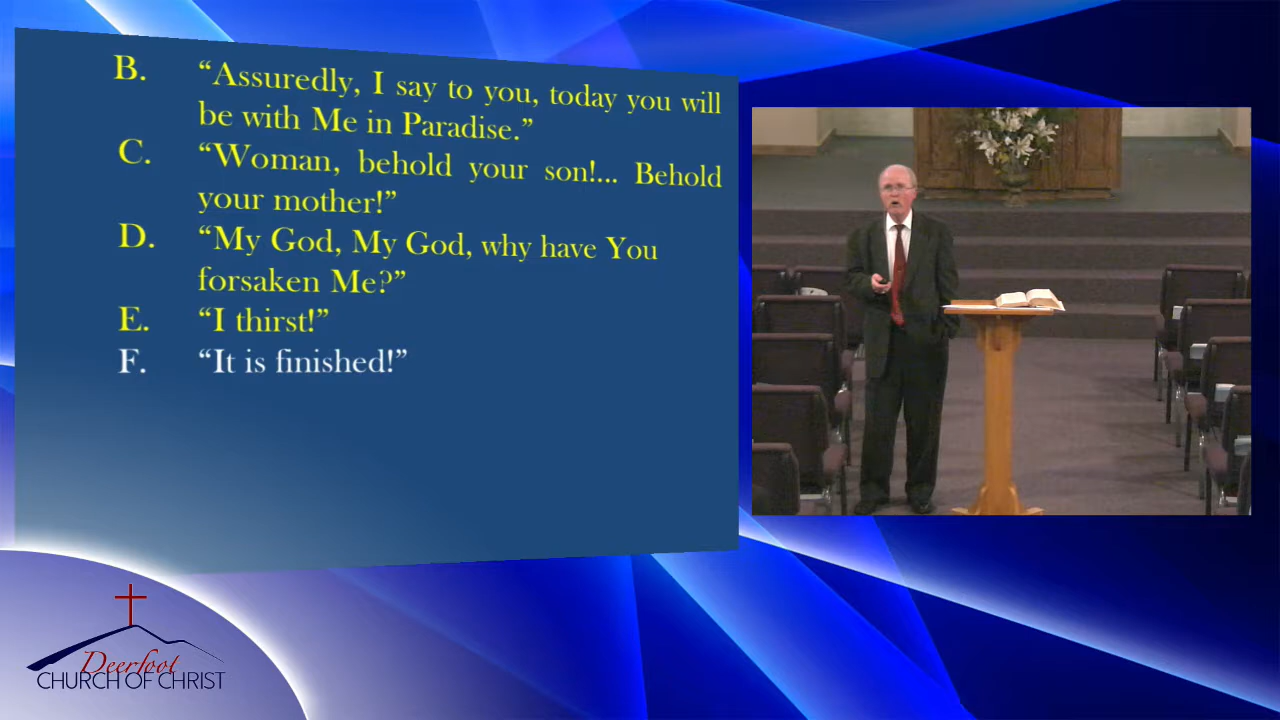 B. “Assuredly, I say to you, today you will
be with Me in Paradise.”
C. “Woman, behold your son!... Behold
your mother!”
D. “My God, My God, why have You
forsaken Me?”
E. “I thirst!”
F. “It is finished!”
Deerfoot
CHURCH OF CHRIST